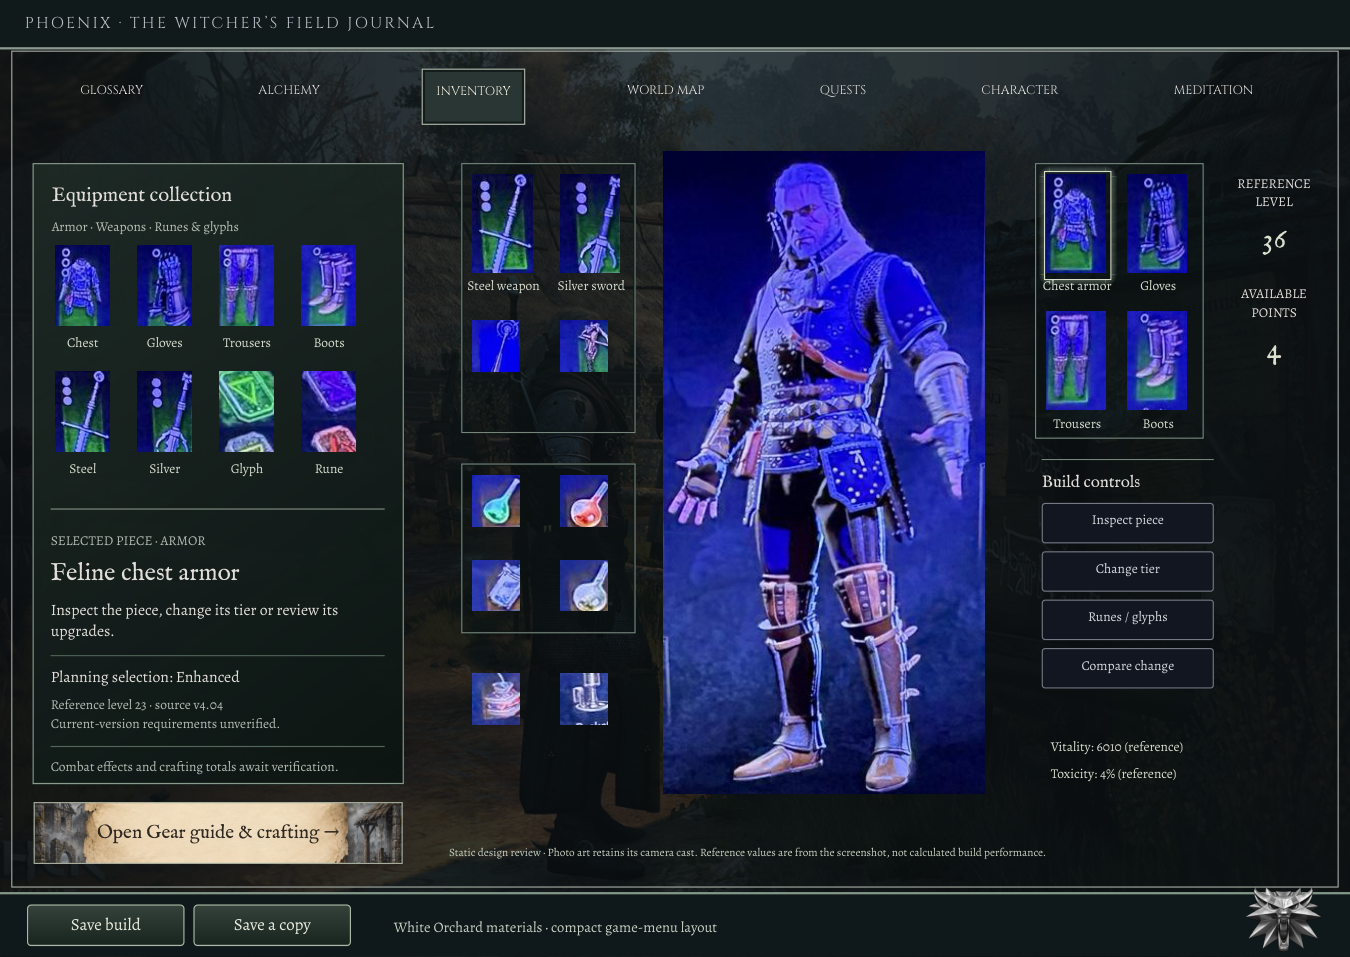 PHOENIX · THE WITCHER'S FIELD JOURNAL
GLOSSARY
ALCHEMY
INVENTORY
WORLD MAP
QUESTS
CHARACTER
MEDITATION
Equipment collection
Armor · Weapons · Runes & glyphs
Chest
Gloves
Trousers
Boots
Steel
Silver
Glyph
Rune
SELECTED PIECE · ARMOR
Feline chest armor
Inspect the piece, change its tier or review its
upgrades.
Planning selection: Enhanced
Reference level 23 · source v4.04
Current-version requirements unverified.
Combat effects and crafting totals await verification.
Open Gear guide & crafting →
Steel weapon
Silver sword
Chest armor
Gloves
Trousers
Boots
REFERENCE
LEVEL
36
AVAILABLE
POINTS
4
Build controls
Inspect piece
Change tier
Runes / glyphs
Compare change
Vitality: 6010 (reference)
Toxicity: 4% (reference)
Static design review · Photo art retains its camera cast. Reference values are from the screenshot, not calculated build performance.
Save build
Save a copy
White Orchard materials · compact game-menu layout